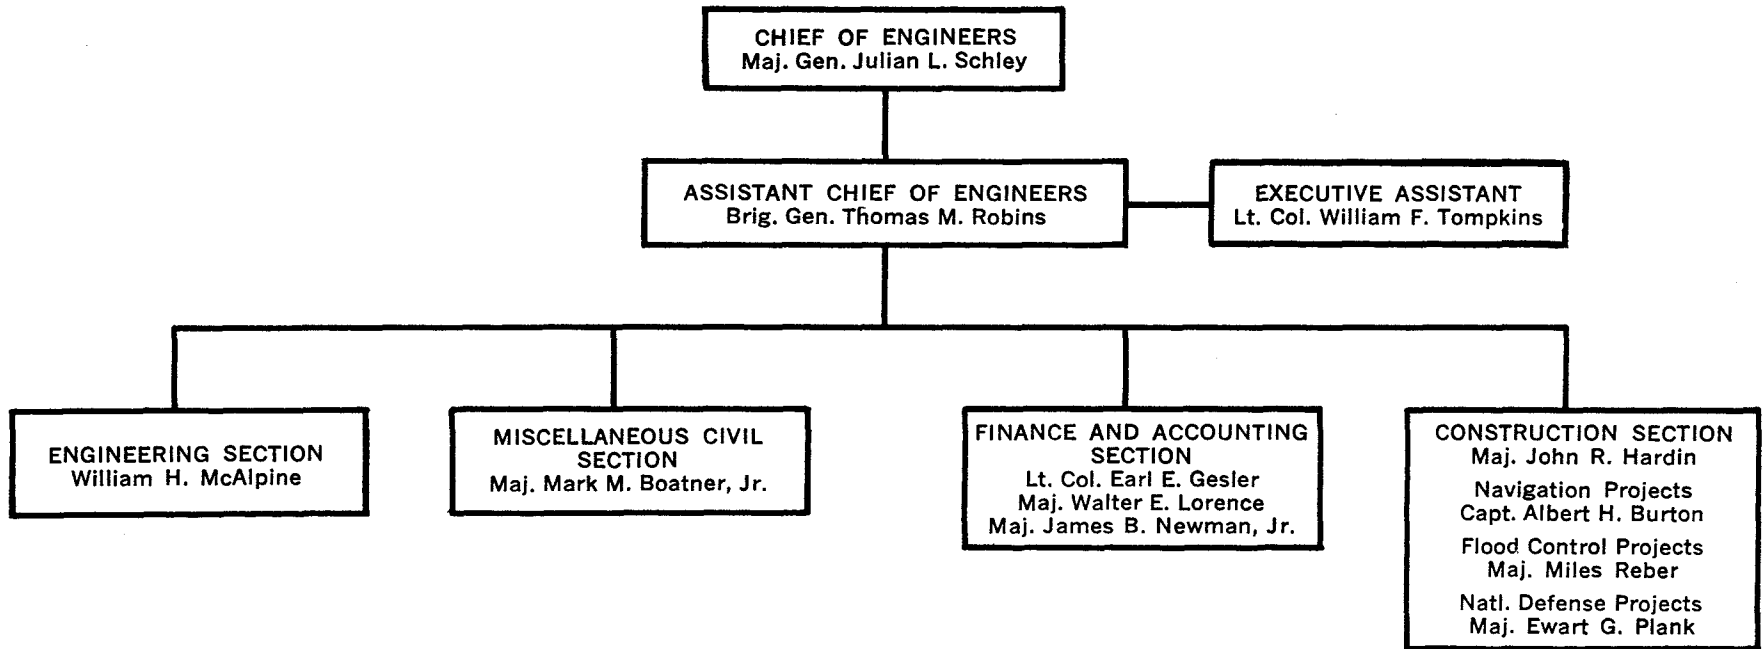 CHIEF OF ENGINEERS
Maj. Gen. Julian L. Schley
ASSISTANT CHIEF OF ENGINEERS
Brig. Gen. Thomas M. Robins
EXECUTIVE ASSISTANT
Lt. Col. William F. Tompkins
ENGINEERING SECTION
William H. McAlpine
MISCELLANEOUS CIVIL
SECTION
Maj. Mark M. Boatner, Jr.
FINANCE AND ACCOUNTING
SECTION
Lt. Col. Earl E. Gesler
Maj. Walter E. Lorence
Maj. James B. Newman, Jr.
CONSTRUCTION SECTION
Maj. John R. Hardin
Navigation Projects
Capt. Albert H. Burton
Flood Control Projects
Maj. Miles Reber
Natl. Defense Projects
Maj. Ewart G. Plank